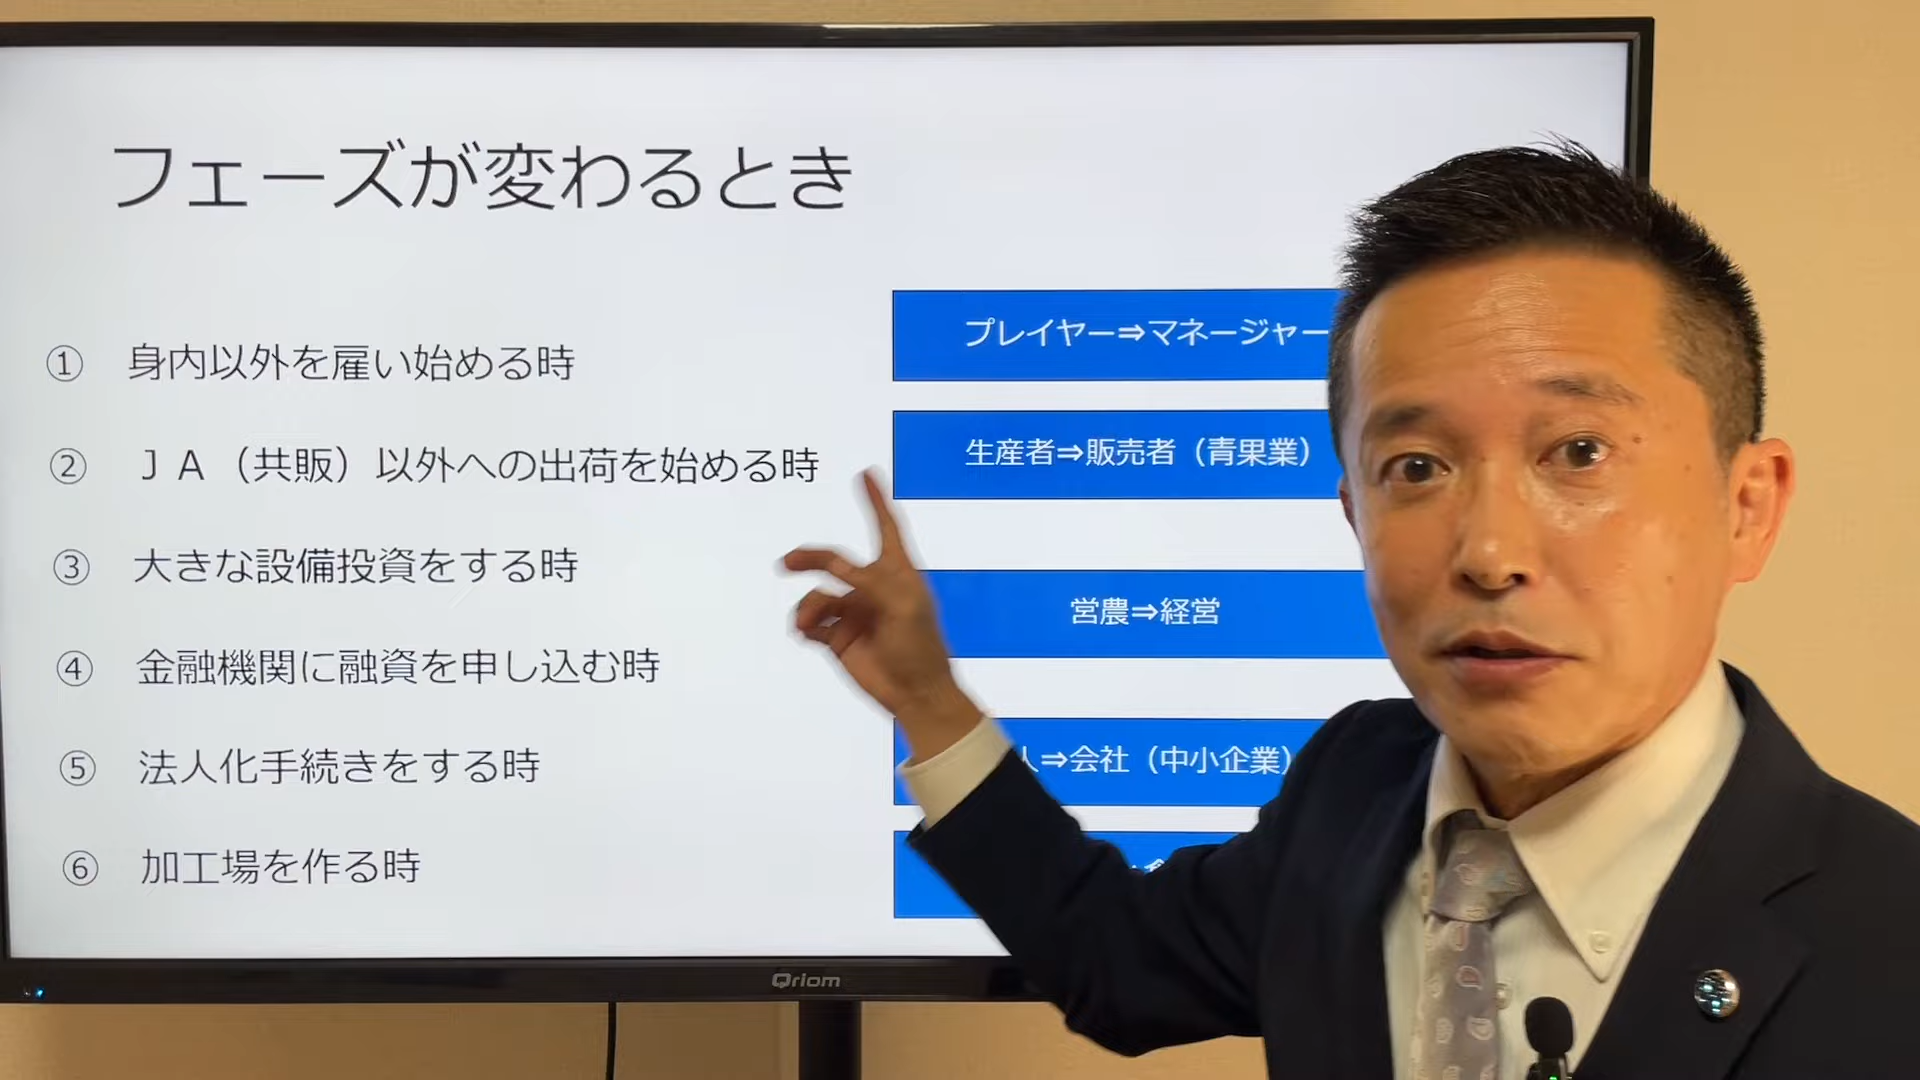 フェーズが変わるとき
① 身内以外を雇い始める時
プレイヤー⇒マネージャー
② ＪＡ（共販）以外への出荷を始める時
生産者⇒販売者（青果業）
③ 大きな設備投資をする時
営農⇒経営
④ 金融機関に融資を申し込む時
⑤ 法人化手続きをする時
人⇒会社（中小企業）
⑥ 加工場を作る時
Qriom